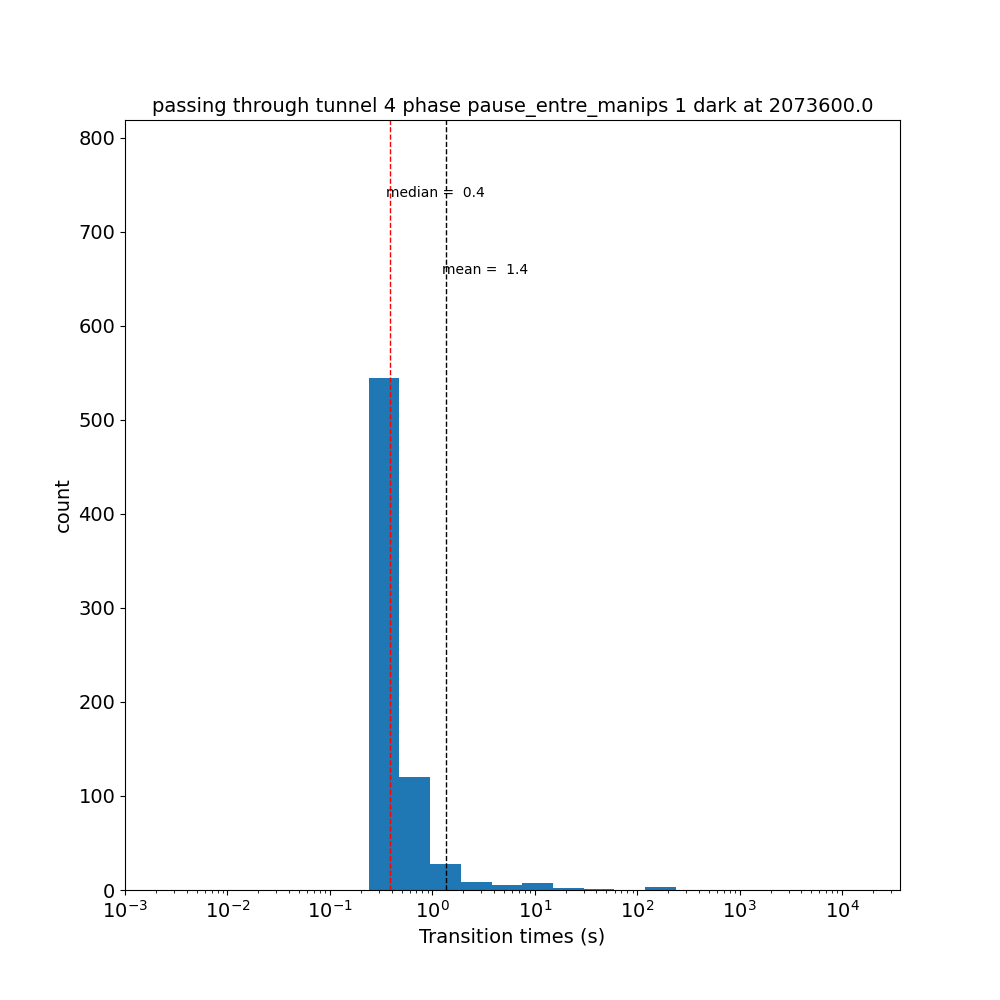 passing through tunnel 4 phase pause_entre_manips 1 dark at 2073600.0
800
median =  0.4
700
mean =  1.4
600
500
count
400
300
200
100
0
10⁻³ 10⁻² 10⁻¹ 10⁰ 10¹ 10² 10³ 10⁴
Transition times (s)